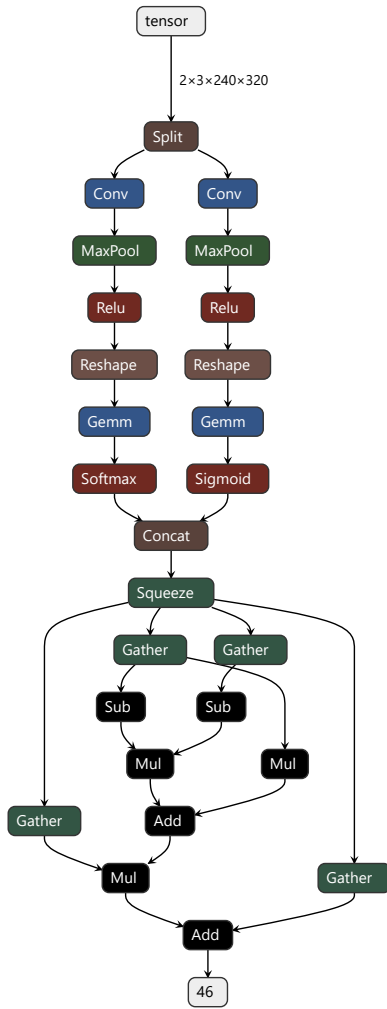 tensor
2×3×240×320
Split
Conv Conv
MaxPool MaxPool
Relu Relu
Reshape Reshape
Gemm Gemm
Softmax Sigmoid
Concat
Squeeze
Gather Gather
Sub Sub
Mul Mul
Gather Add
Mul Gather
Add
46